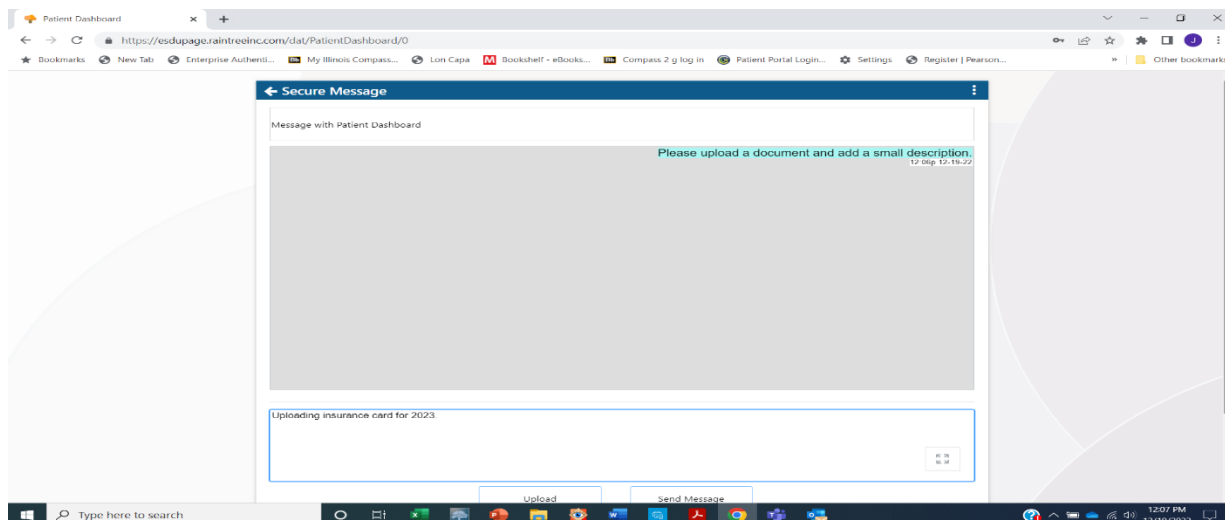 Patient Dashboard
https://esdupage.raintreeinc.com/dat/PatientDashboard/0
Bookmarks New Tab Enterprise Authenti... My Illinois Compass... Lon Capa Bookshelf - eBooks... Compass 2 g log in Patient Portal Login... Settings Register | Pearson... » Other bookmarks
Secure Message
Message with Patient Dashboard
Please upload a document and add a small description.
12:06p 12-19-22
Uploading insurance card for 2023.
Upload Send Message
Type here to search
12:07 PM